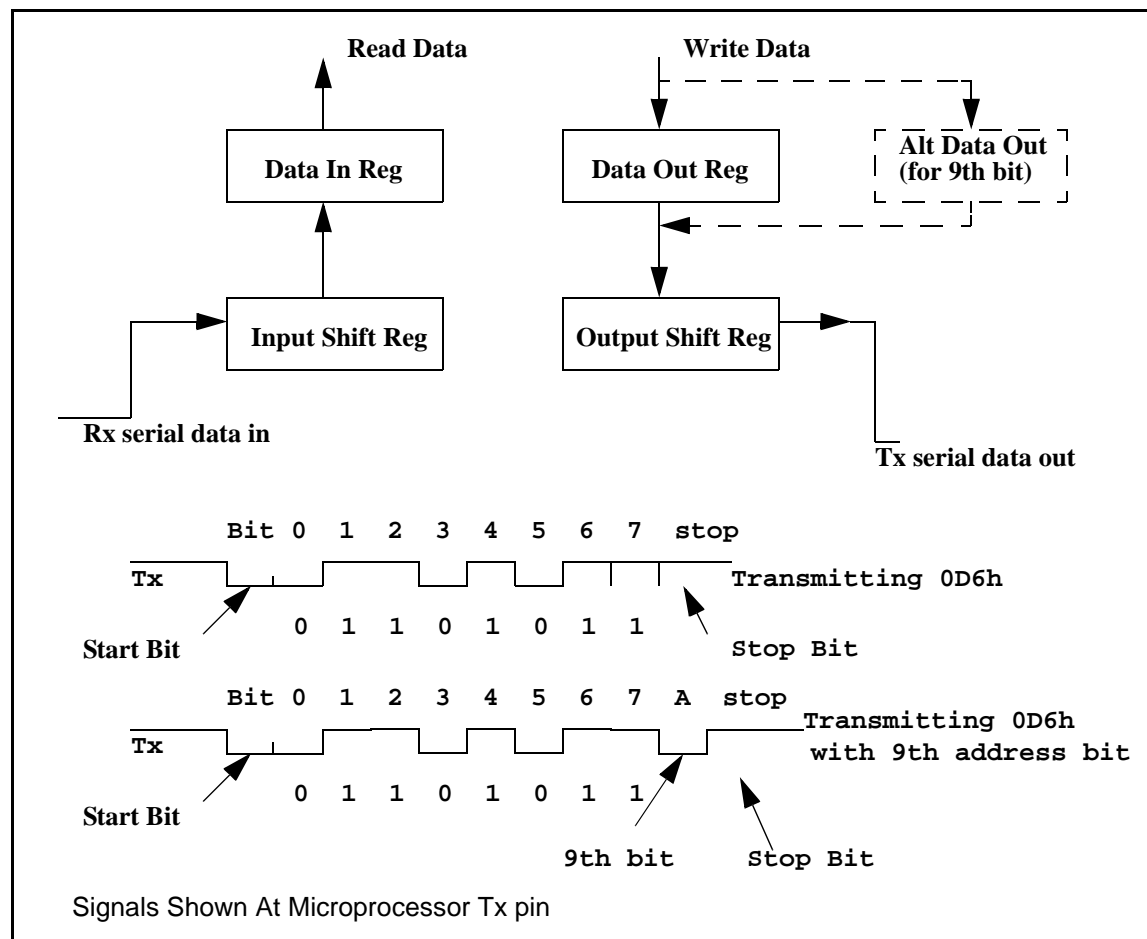 Read Data
Write Data
Data In Reg
Data Out Reg
Alt Data Out
(for 9th bit)
Input Shift Reg
Output Shift Reg
Rx serial data in
Tx serial data out
Bit 0 1 2 3 4 5 6 7 stop
Tx
Transmitting 0D6h
0 1 1 0 1 0 1 1
Start Bit
Stop Bit
Bit 0 1 2 3 4 5 6 7 A stop
Tx
Transmitting 0D6h
with 9th address bit
0 1 1 0 1 0 1 1
Start Bit
9th bit
Stop Bit
Signals Shown At Microprocessor Tx pin